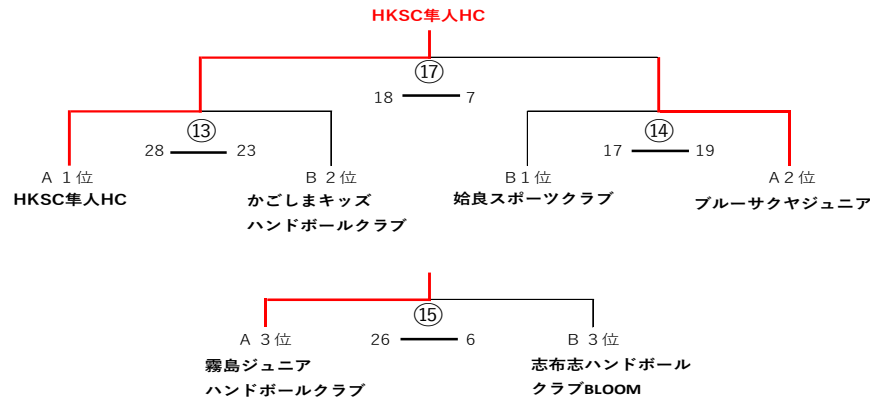 HKSC隼人HC
⑰
18 7
⑬
⑭
28 23
17 19
A 1位
B 2位
B1位
A2位
HKSC隼人HC
かごしまキッズ
ハンドボールクラブ
姶良スポーツクラブ
ブルーサクヤジュニア
⑮
26 6
A 3位
B 3位
霧島ジュニア
ハンドボールクラブ
志布志ハンドボール
クラブBLOOM